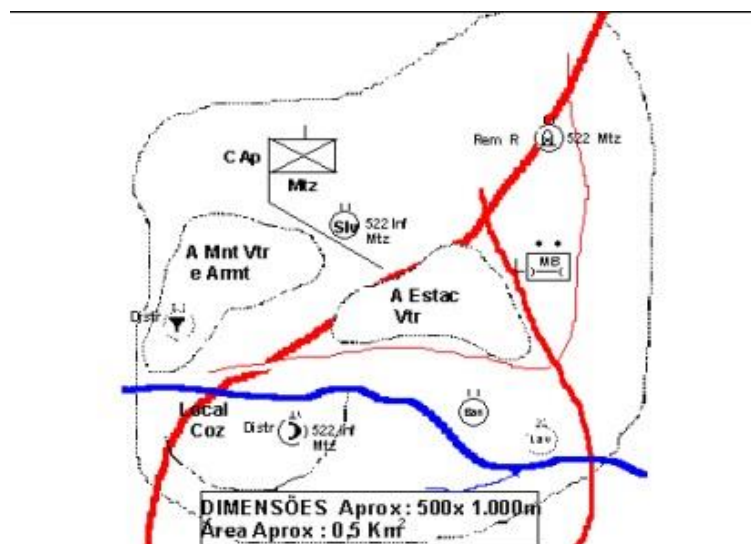 Rem R
522 Mtz
C Ap
Mtz
Slv
522 Inf
Mtz
A Mnt Vtr
e Armt
MB
A Estac
Vtr
Distr
Local
Coz
Distr
522 Inf
Mtz
Ban
Lav
DIMENSÕES Aprox : 500x 1.000m
Área Aprox : 0,5 Km²